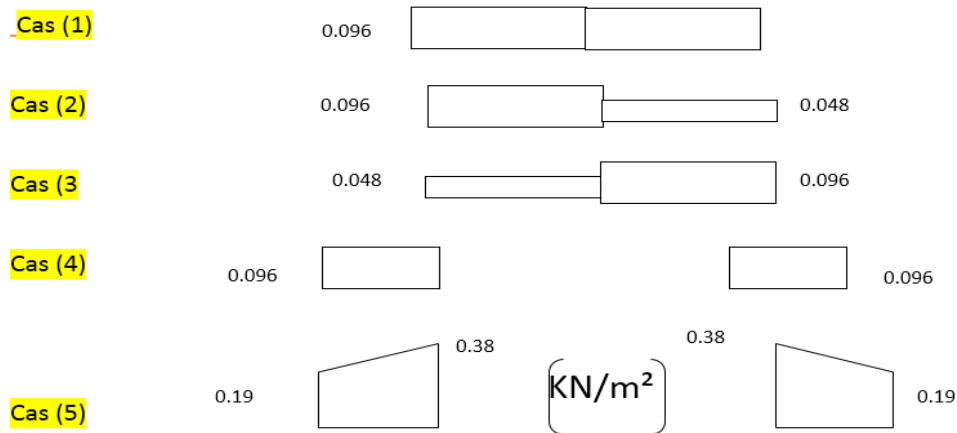 Cas (1) 0.096
Cas (2) 0.096 0.048
Cas (3 0.048 0.096
Cas (4) 0.096 0.096
0.38 0.38
KN/m²
0.19 0.19
Cas (5)